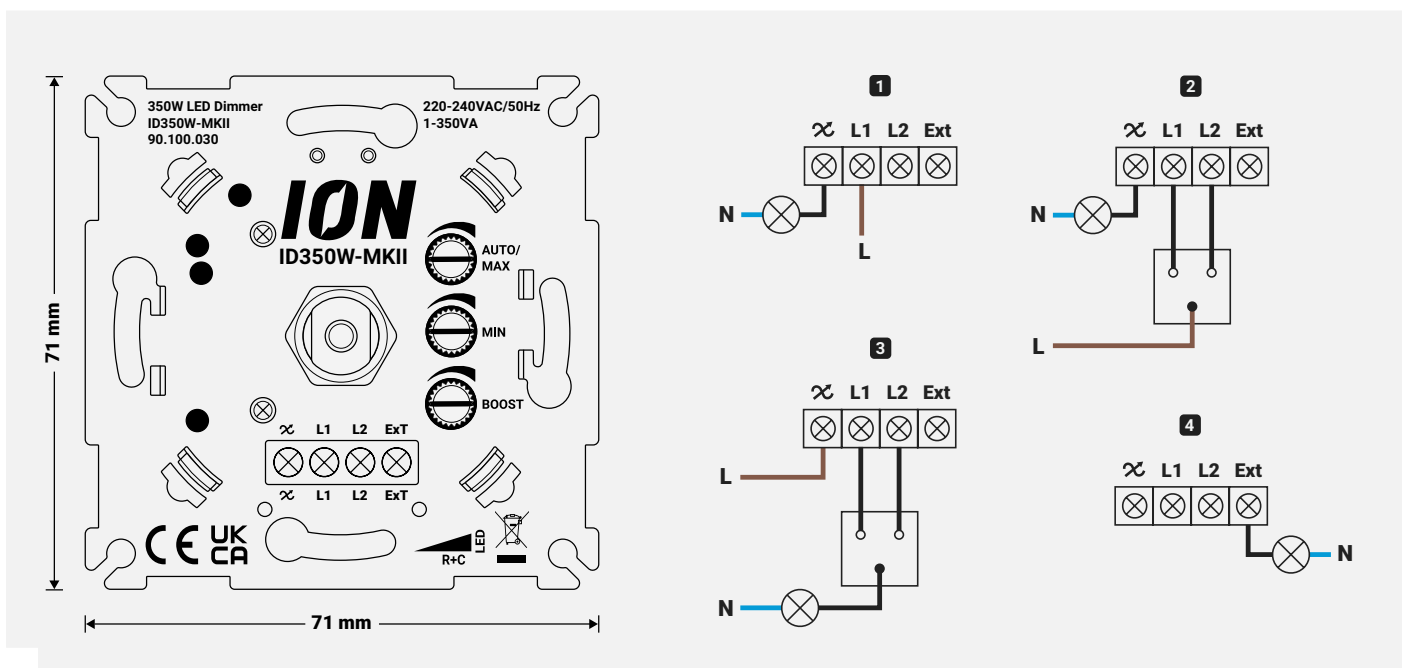 350W LED Dimmer
ID350W-MKII
90.100.030
220-240VAC/50Hz
1-350VA
ION
ID350W-MKII
AUTO/
MAX
MIN
BOOST
L1 L2 ExT
L1 L2 ExT
CE UK
CA
R+C
LED
71 mm
71 mm
1
L1 L2 Ext
N
L
2
L1 L2 Ext
N
L
3
L1 L2 Ext
L
N
4
L1 L2 Ext
N